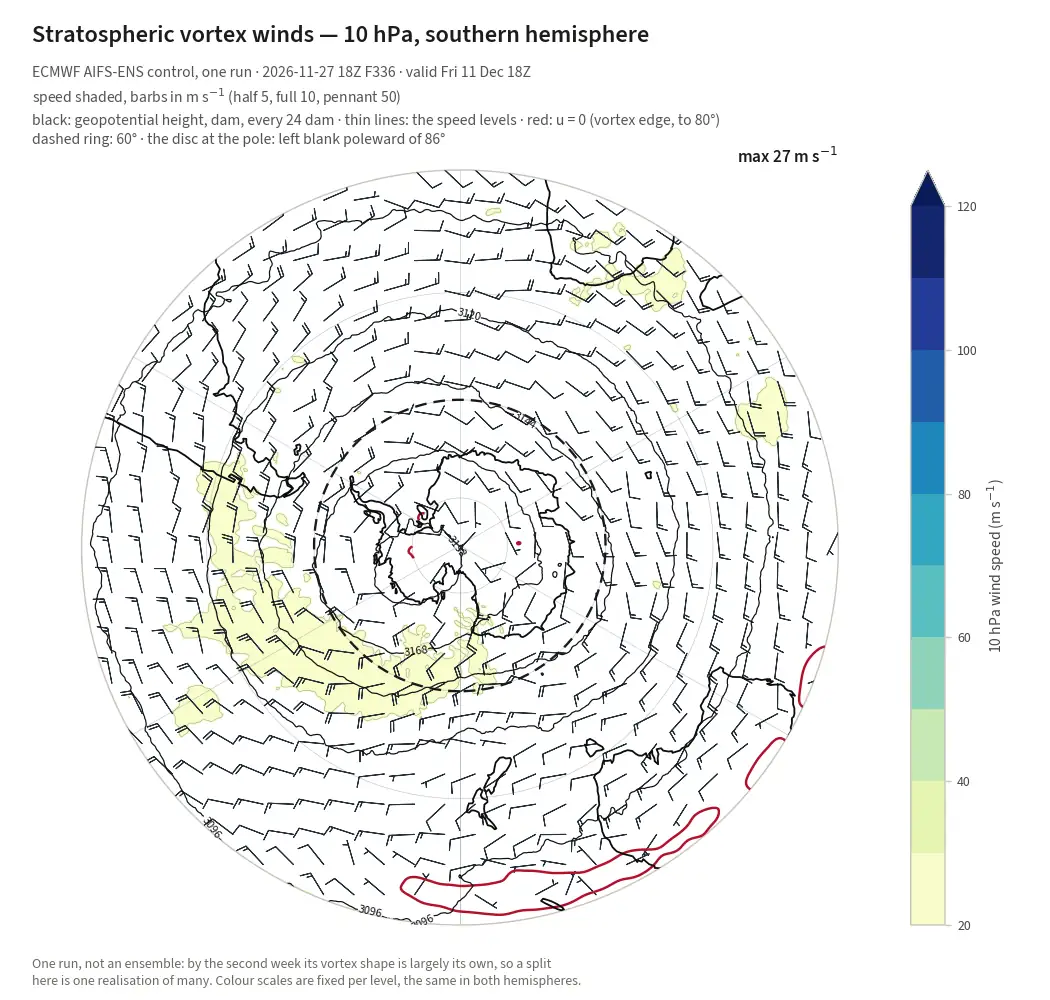 Stratospheric vortex winds — 10 hPa, southern hemisphere
ECMWF AIFS-ENS control, one run · 2026-11-27 18Z F336 · valid Fri 11 Dec 18Z
speed shaded, barbs in m s⁻¹ (half 5, full 10, pennant 50)
black: geopotential height, dam, every 24 dam · thin lines: the speed levels · red: u = 0 (vortex edge, to 80°)
dashed ring: 60° · the disc at the pole: left blank poleward of 86°
max 27 m s⁻¹
120
100
80
60
40
20
10 hPa wind speed (m s⁻¹)
3120
3144
3168
3096
3096
3096
One run, not an ensemble: by the second week its vortex shape is largely its own, so a split
here is one realisation of many. Colour scales are fixed per level, the same in both hemispheres.